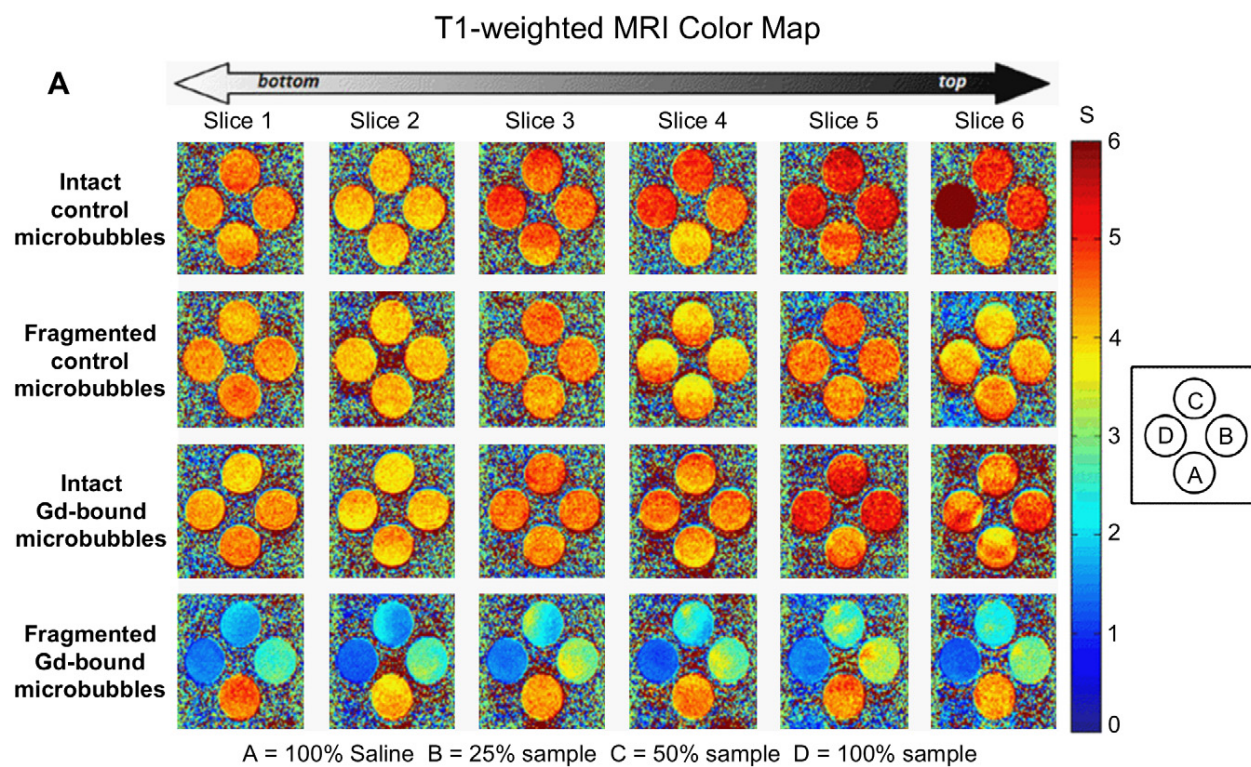 T1-weighted MRI Color Map
A
bottom
top
Slice 1
Slice 2
Slice 3
Slice 4
Slice 5
Slice 6
S
Intact
control
microbubbles
Fragmented
control
microbubbles
Intact
Gd-bound
microbubbles
Fragmented
Gd-bound
microbubbles
6
5
4
3
2
1
0
C
D
B
A
A = 100% Saline B = 25% sample C = 50% sample D = 100% sample